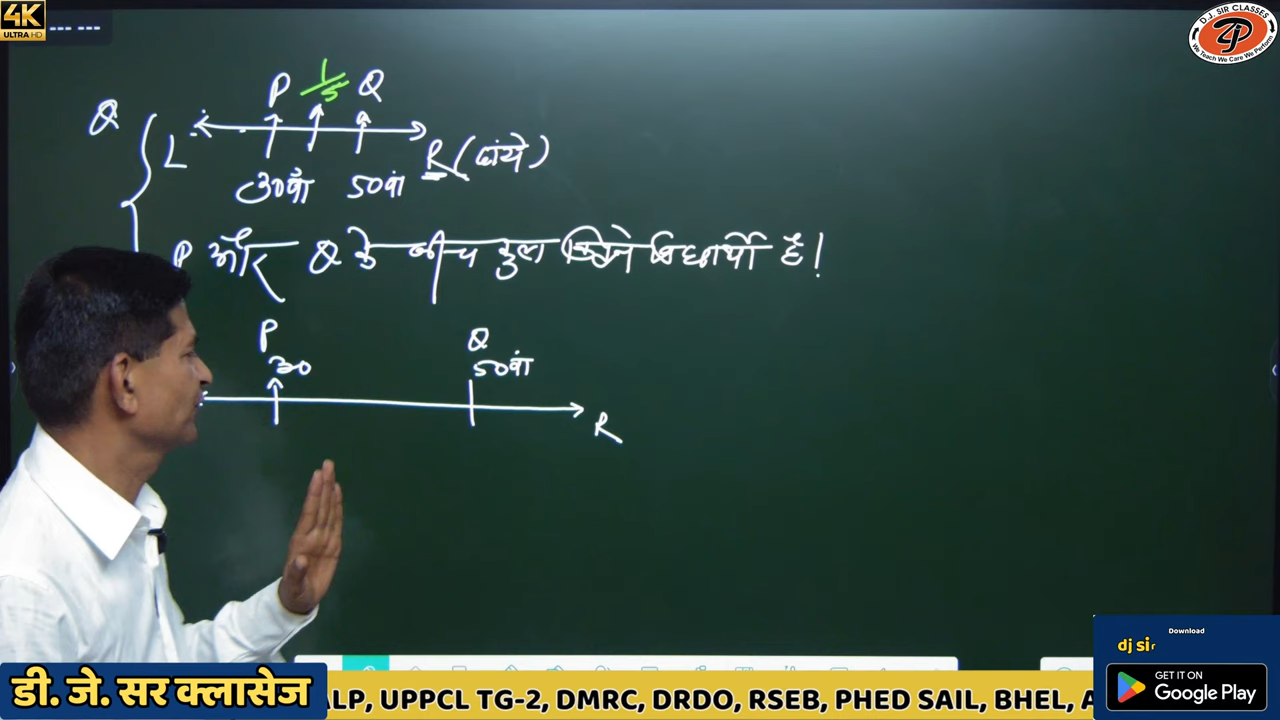 4K
ULTRA HD
D.J. SIR CLASSES
We Teach We Care We Perform
P 1/5 Q
Q
L R (दांये)
30वाँ 50वां
P और Q के बीच कुल कितने विद्यार्थी है।
P Q
30 50वां
R
Download
dj sir
GET IT ON
Google Play
डी. जे. सर क्लासेज
ALP, UPPCL TG-2, DMRC, DRDO, RSEB, PHED SAIL, BHEL, A